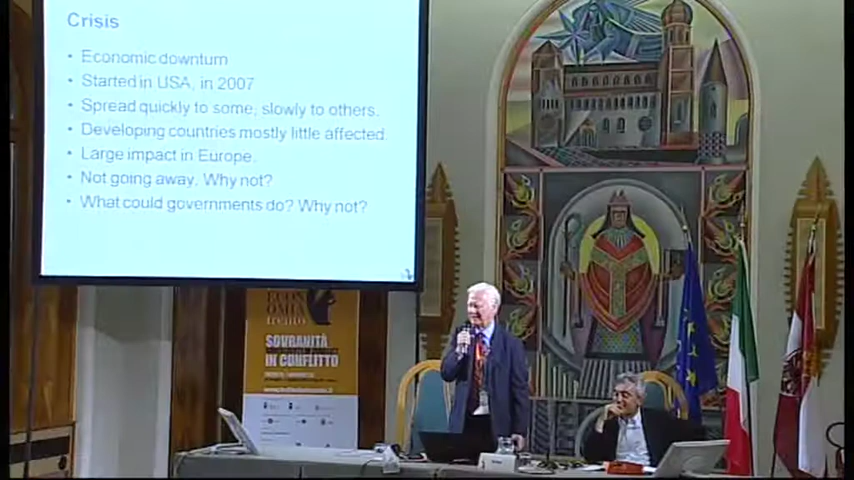 Crisis
• Economic downturn
• Started in USA, in 2007
• Spread quickly to some, slowly to others.
• Developing countries mostly little affected.
• Large impact in Europe.
• Not going away. Why not?
• What could governments do? Why not?
OMIA
trento
SOVRANITÀ
IN CONFLITTO